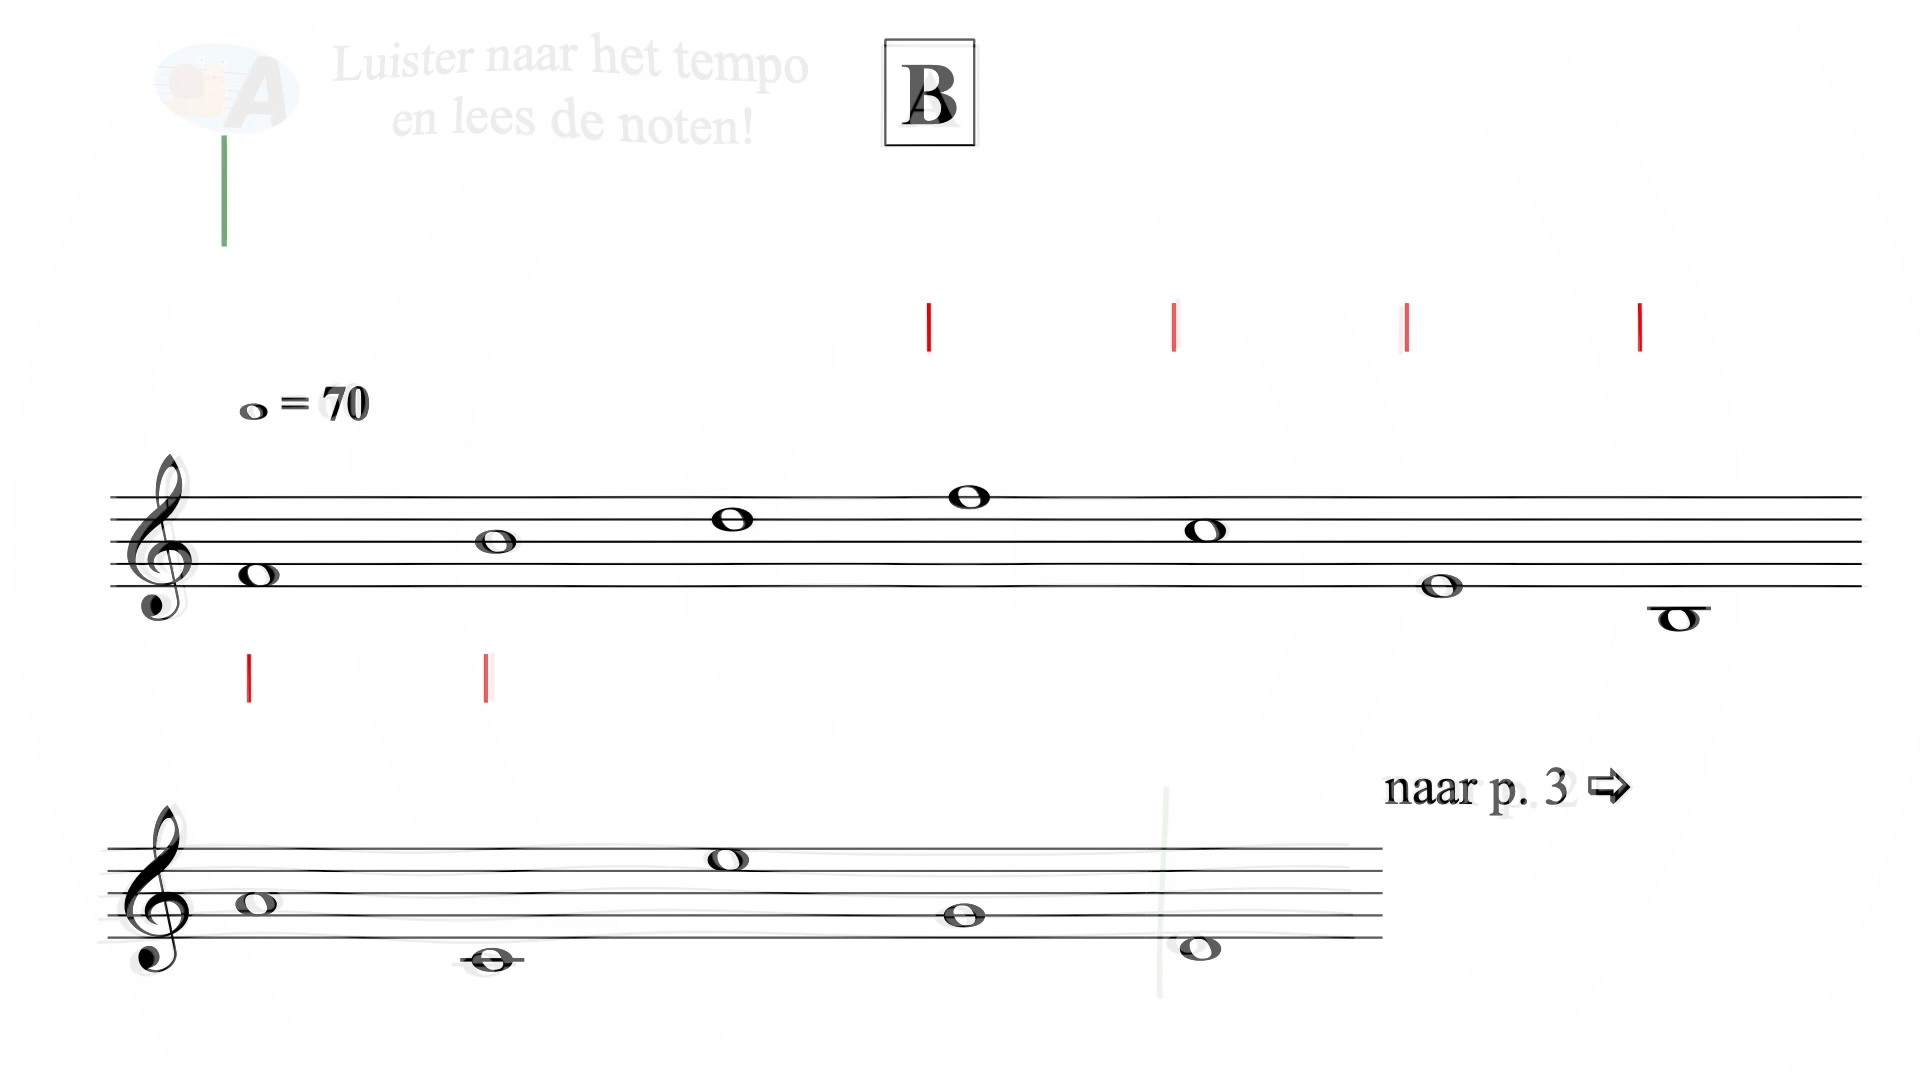 A Luister naar het tempo
en lees de noten!
B
= 70
naar p. 3 ⇨